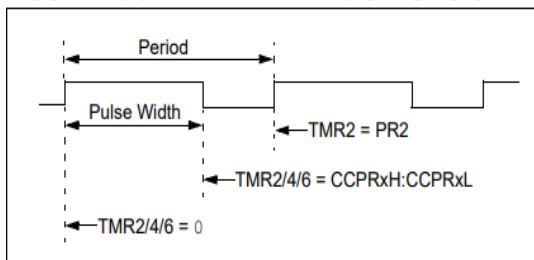 Period
Pulse Width
TMR2 = PR2
TMR2/4/6 = CCPRxH:CCPRxL
TMR2/4/6 = 0